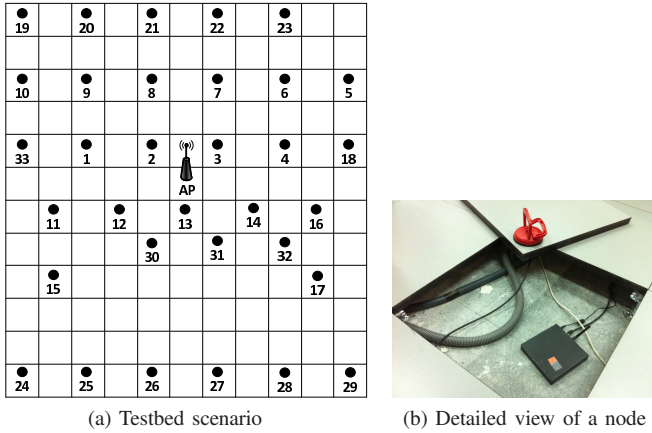 19 20 21 22 23
10 9 8 7 6 5
33 1 2 3 4 18
AP
11 12 13 14 16
30 31 32
15 17
24 25 26 27 28 29
(a) Testbed scenario
(b) Detailed view of a node